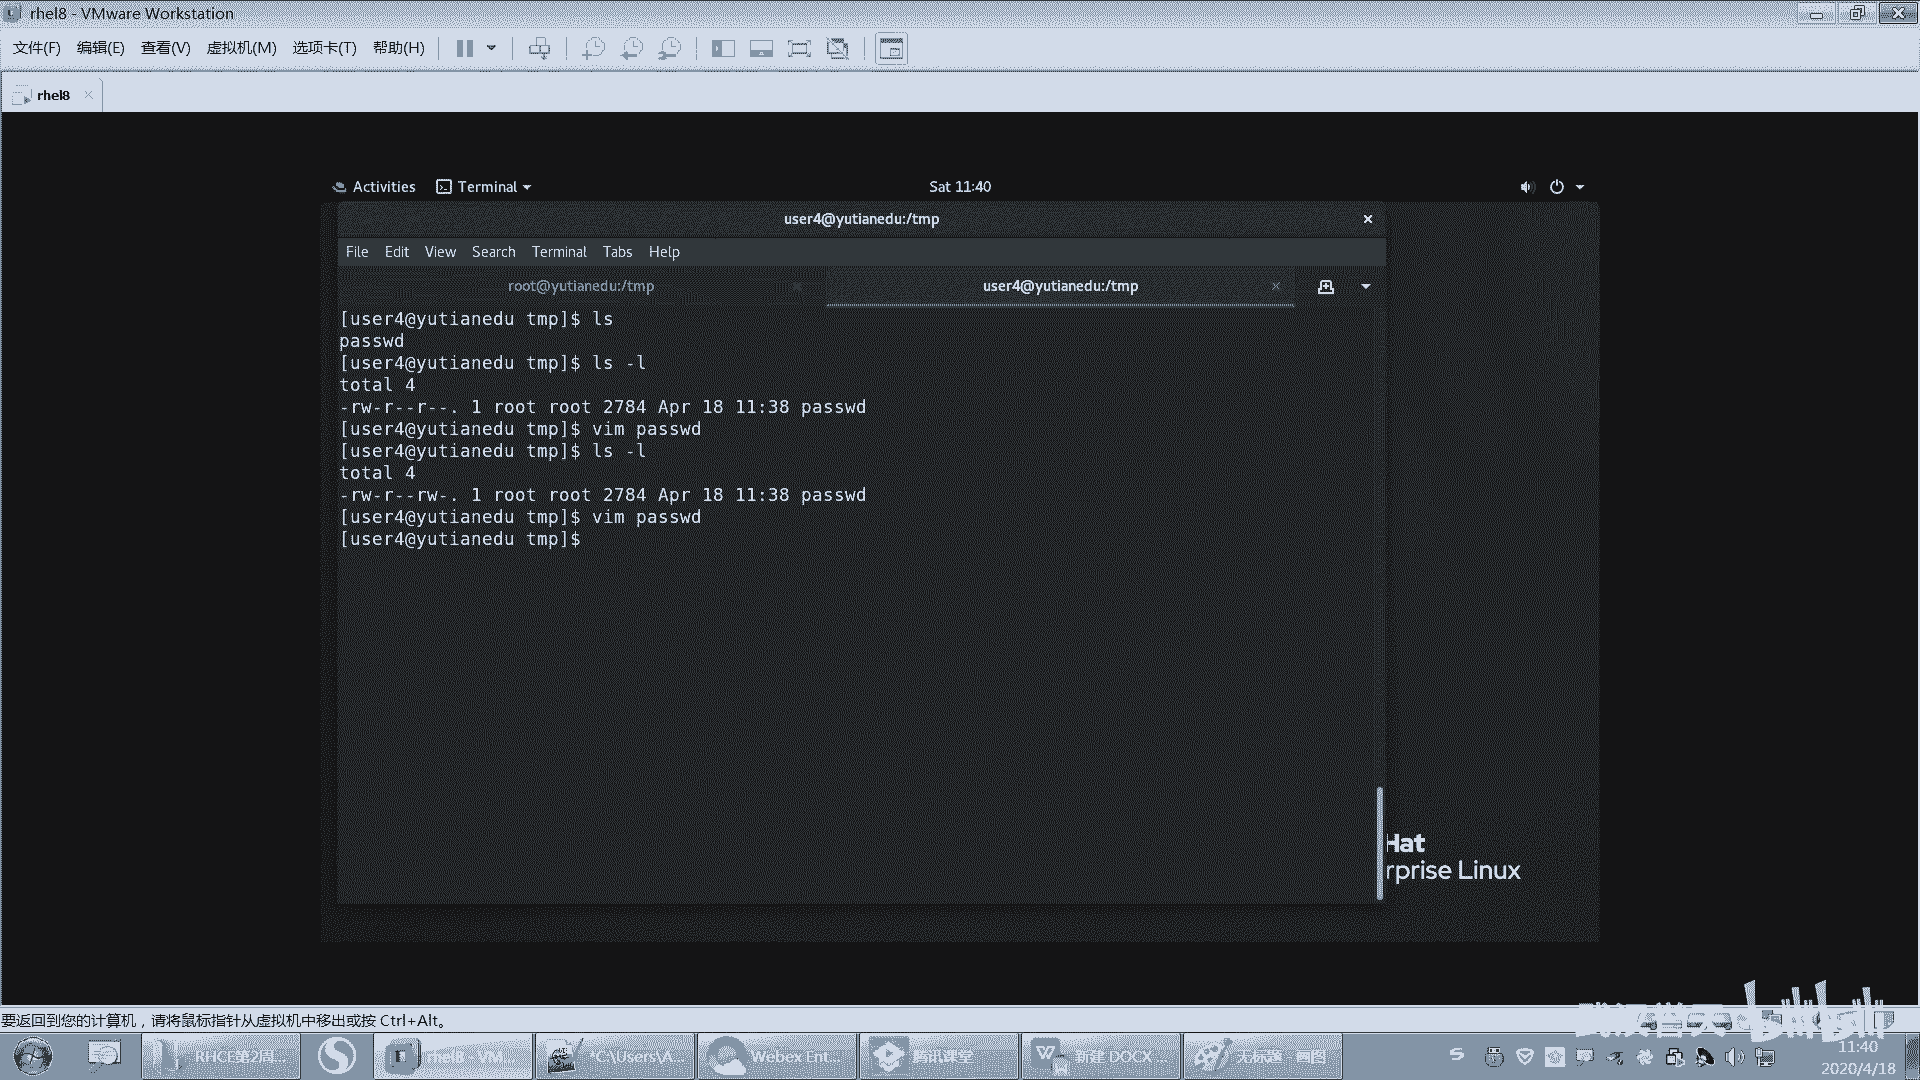 rhel8 - VMware Workstation
文件(F) 编辑(E) 查看(V) 虚拟机(M) 选项卡(T) 帮助(H)
rhel8
Activities Terminal Sat 11:40
user4@yutianedu:/tmp
File Edit View Search Terminal Tabs Help
root@yutianedu:/tmp user4@yutianedu:/tmp
[user4@yutianedu tmp]$ ls
passwd
[user4@yutianedu tmp]$ ls -l
total 4
-rw-r--r--. 1 root root 2784 Apr 18 11:38 passwd
[user4@yutianedu tmp]$ vim passwd
[user4@yutianedu tmp]$ ls -l
total 4
-rw-r--rw-. 1 root root 2784 Apr 18 11:38 passwd
[user4@yutianedu tmp]$ vim passwd
[user4@yutianedu tmp]$
Hat
rprise Linux
要返回到您的计算机，请将鼠标指针从虚拟机中移出或按 Ctrl+Alt。
RHCE第2周... rhel8 - VM... *C:\Users\A... Webex Ent... 腾讯课堂 新建 DOCX ... 无标题 - 画图
11:40
2020/4/18